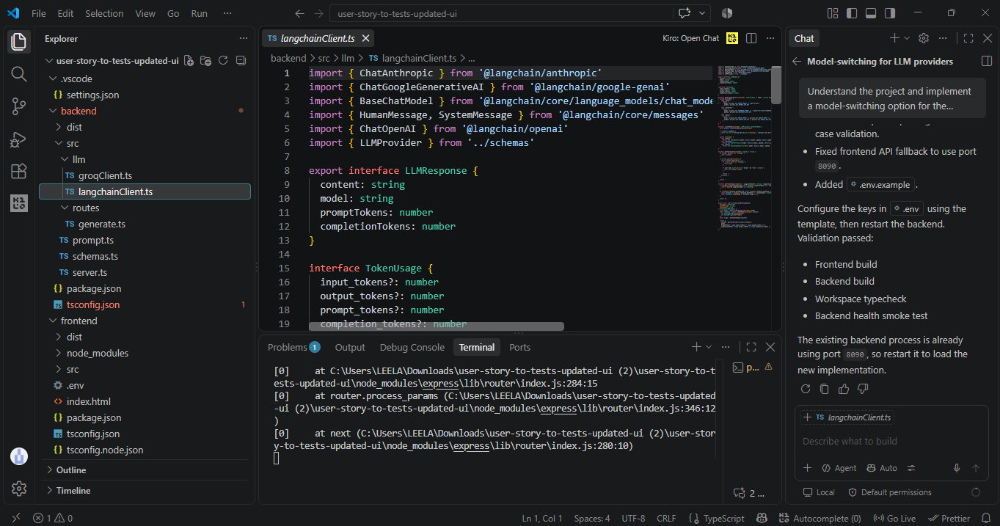 File Edit Selection View Go Run ···
user-story-to-tests-updated-ui
Explorer
user-story-to-tests-updated-ui
.vscode
settings.json
backend
dist
src
llm
TS groqClient.ts
TS langchainClient.ts
routes
TS generate.ts
TS prompt.ts
TS schemas.ts
TS server.ts
package.json
tsconfig.json 1
frontend
dist
node_modules
src
.env
index.html
package.json
tsconfig.json
tsconfig.node.json
Outline
Timeline
TS langchainClient.ts
Kiro: Open Chat
backend > src > llm > TS langchainClient.ts > ...
1 import { ChatAnthropic } from '@langchain/anthropic'
2 import { ChatGoogleGenerativeAI } from '@langchain/google-genai'
3 import { BaseChatModel } from '@langchain/core/language_models/chat_mode
4 import { HumanMessage, SystemMessage } from '@langchain/core/messages'
5 import { ChatOpenAI } from '@langchain/openai'
6 import { LLMProvider } from '../schemas'
7
8 export interface LLMResponse {
9 content: string
10 model: string
11 promptTokens: number
12 completionTokens: number
13 }
14
15 interface TokenUsage {
16 input_tokens?: number
17 output_tokens?: number
18 prompt_tokens?: number
19 completion_tokens?: number
Problems 1 Output Debug Console Terminal Ports
[0] at C:\Users\LEELA\Downloads\user-story-to-tests-updated-ui (2)\user-story-to-t
ests-updated-ui\node_modules\express\lib\router\index.js:284:15
[0] at router.process_params (C:\Users\LEELA\Downloads\user-story-to-tests-updated
-ui (2)\user-story-to-tests-updated-ui\node_modules\express\lib\router\index.js:346:12
)
[0] at next (C:\Users\LEELA\Downloads\user-story-to-tests-updated-ui (2)\user-stor
y-to-tests-updated-ui\node_modules\express\lib\router\index.js:280:10)
p...
2 ...
Chat
Model-switching for LLM providers
Understand the project and implement
a model-switching option for the...
case validation.
Fixed frontend API fallback to use port
8090.
Added .env.example.
Configure the keys in .env using the
template, then restart the backend.
Validation passed:
Frontend build
Backend build
Workspace typecheck
Backend health smoke test
The existing backend process is already
using port 8090, so restart it to load the
new implementation.
TS langchainClient.ts
Describe what to build
Agent Auto
Local Default permissions
1 0
Ln 1, Col 1 Spaces: 4 UTF-8 CRLF TypeScript Autocomplete (0) Go Live Prettier